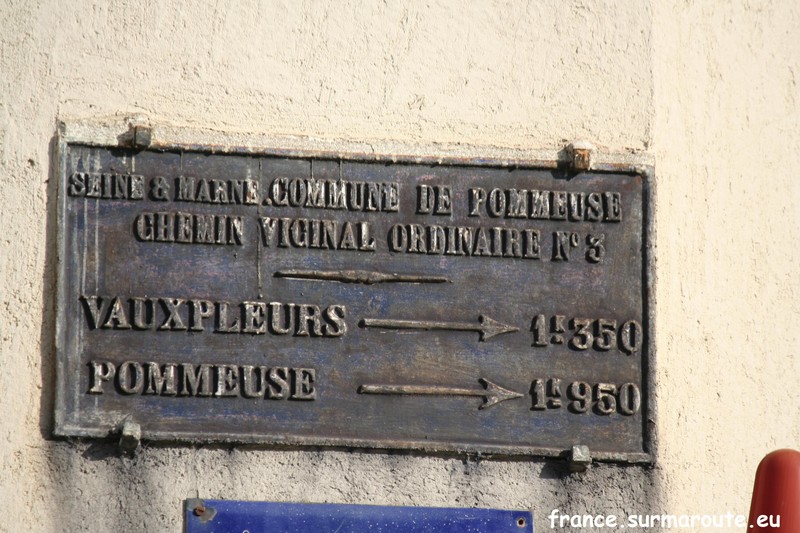 SEINE & MARNE. COMMUNE DE POMMEUSE
CHEMIN VICINAL ORDINAIRE N° 3
VAUXPLEURS 1K350
POMMEUSE 1K950
france.surmaroute.eu